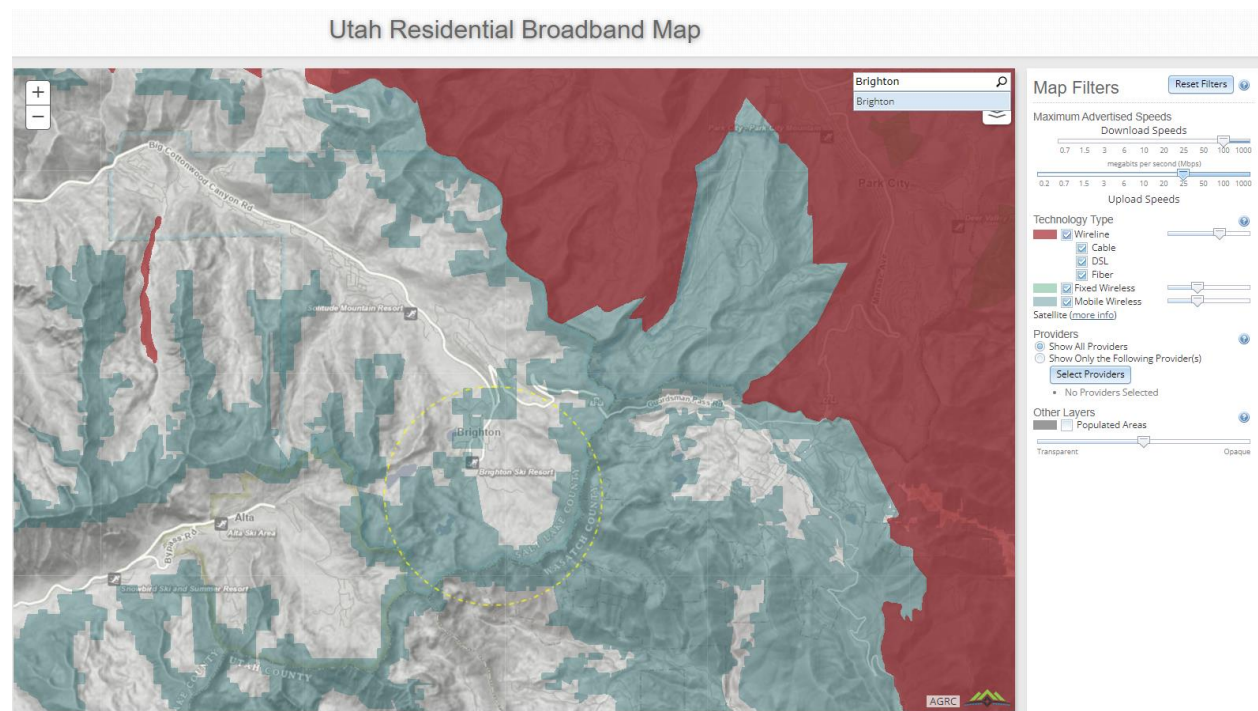 Utah Residential Broadband Map
+
−
Brighton
Brighton
Big Cottonwood Canyon Rd
Solitude Mountain Resort
Park City
Guardsman Pass Rd
Brighton
Brighton Ski Resort
SALT LAKE COUNTY
WASATCH COUNTY
Alta
Alta Ski Area
Bypass Rd
Snowbird Ski and Summer Resort
UTAH COUNTY
AGRC
Map Filters
Reset Filters
Maximum Advertised Speeds
Download Speeds
0.7 1.5 3 6 10 20 25 50 100 1000
megabits per second (Mbps)
0.2 0.7 1.5 3 6 10 20 25 50 100 1000
Upload Speeds
Technology Type
Wireline
Cable
DSL
Fiber
Fixed Wireless
Mobile Wireless
Satellite (more info)
Providers
Show All Providers
Show Only the Following Provider(s)
Select Providers
No Providers Selected
Other Layers
Populated Areas
Transparent Opaque